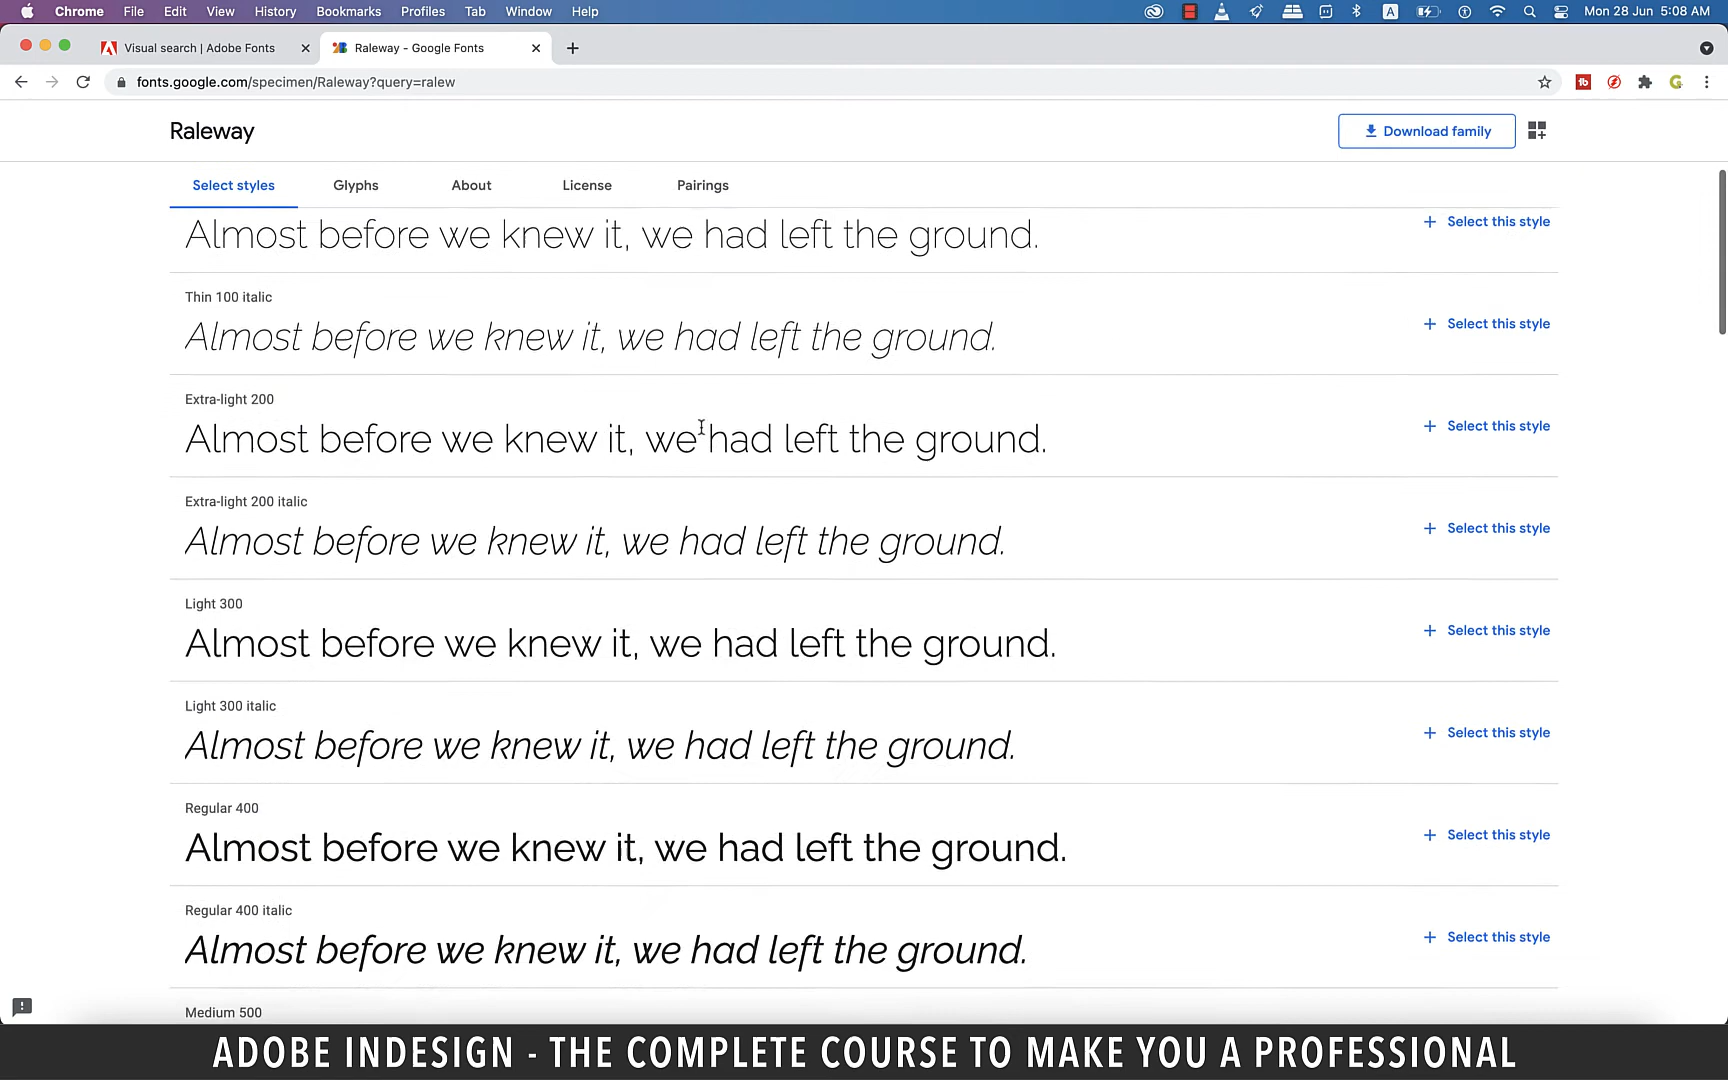 Chrome File Edit View History Bookmarks Profiles Tab Window Help A Mon 28 Jun 5:08 AM
Visual search | Adobe Fonts Raleway - Google Fonts
fonts.google.com/specimen/Raleway?query=ralew
Raleway Download family
Select styles Glyphs About License Pairings
Almost before we knew it, we had left the ground. + Select this style
Thin 100 italic
Almost before we knew it, we had left the ground. + Select this style
Extra-light 200
Almost before we knew it, we had left the ground. + Select this style
Extra-light 200 italic
Almost before we knew it, we had left the ground. + Select this style
Light 300
Almost before we knew it, we had left the ground. + Select this style
Light 300 italic
Almost before we knew it, we had left the ground. + Select this style
Regular 400
Almost before we knew it, we had left the ground. + Select this style
Regular 400 italic
Almost before we knew it, we had left the ground. + Select this style
Medium 500
ADOBE INDESIGN - THE COMPLETE COURSE TO MAKE YOU A PROFESSIONAL